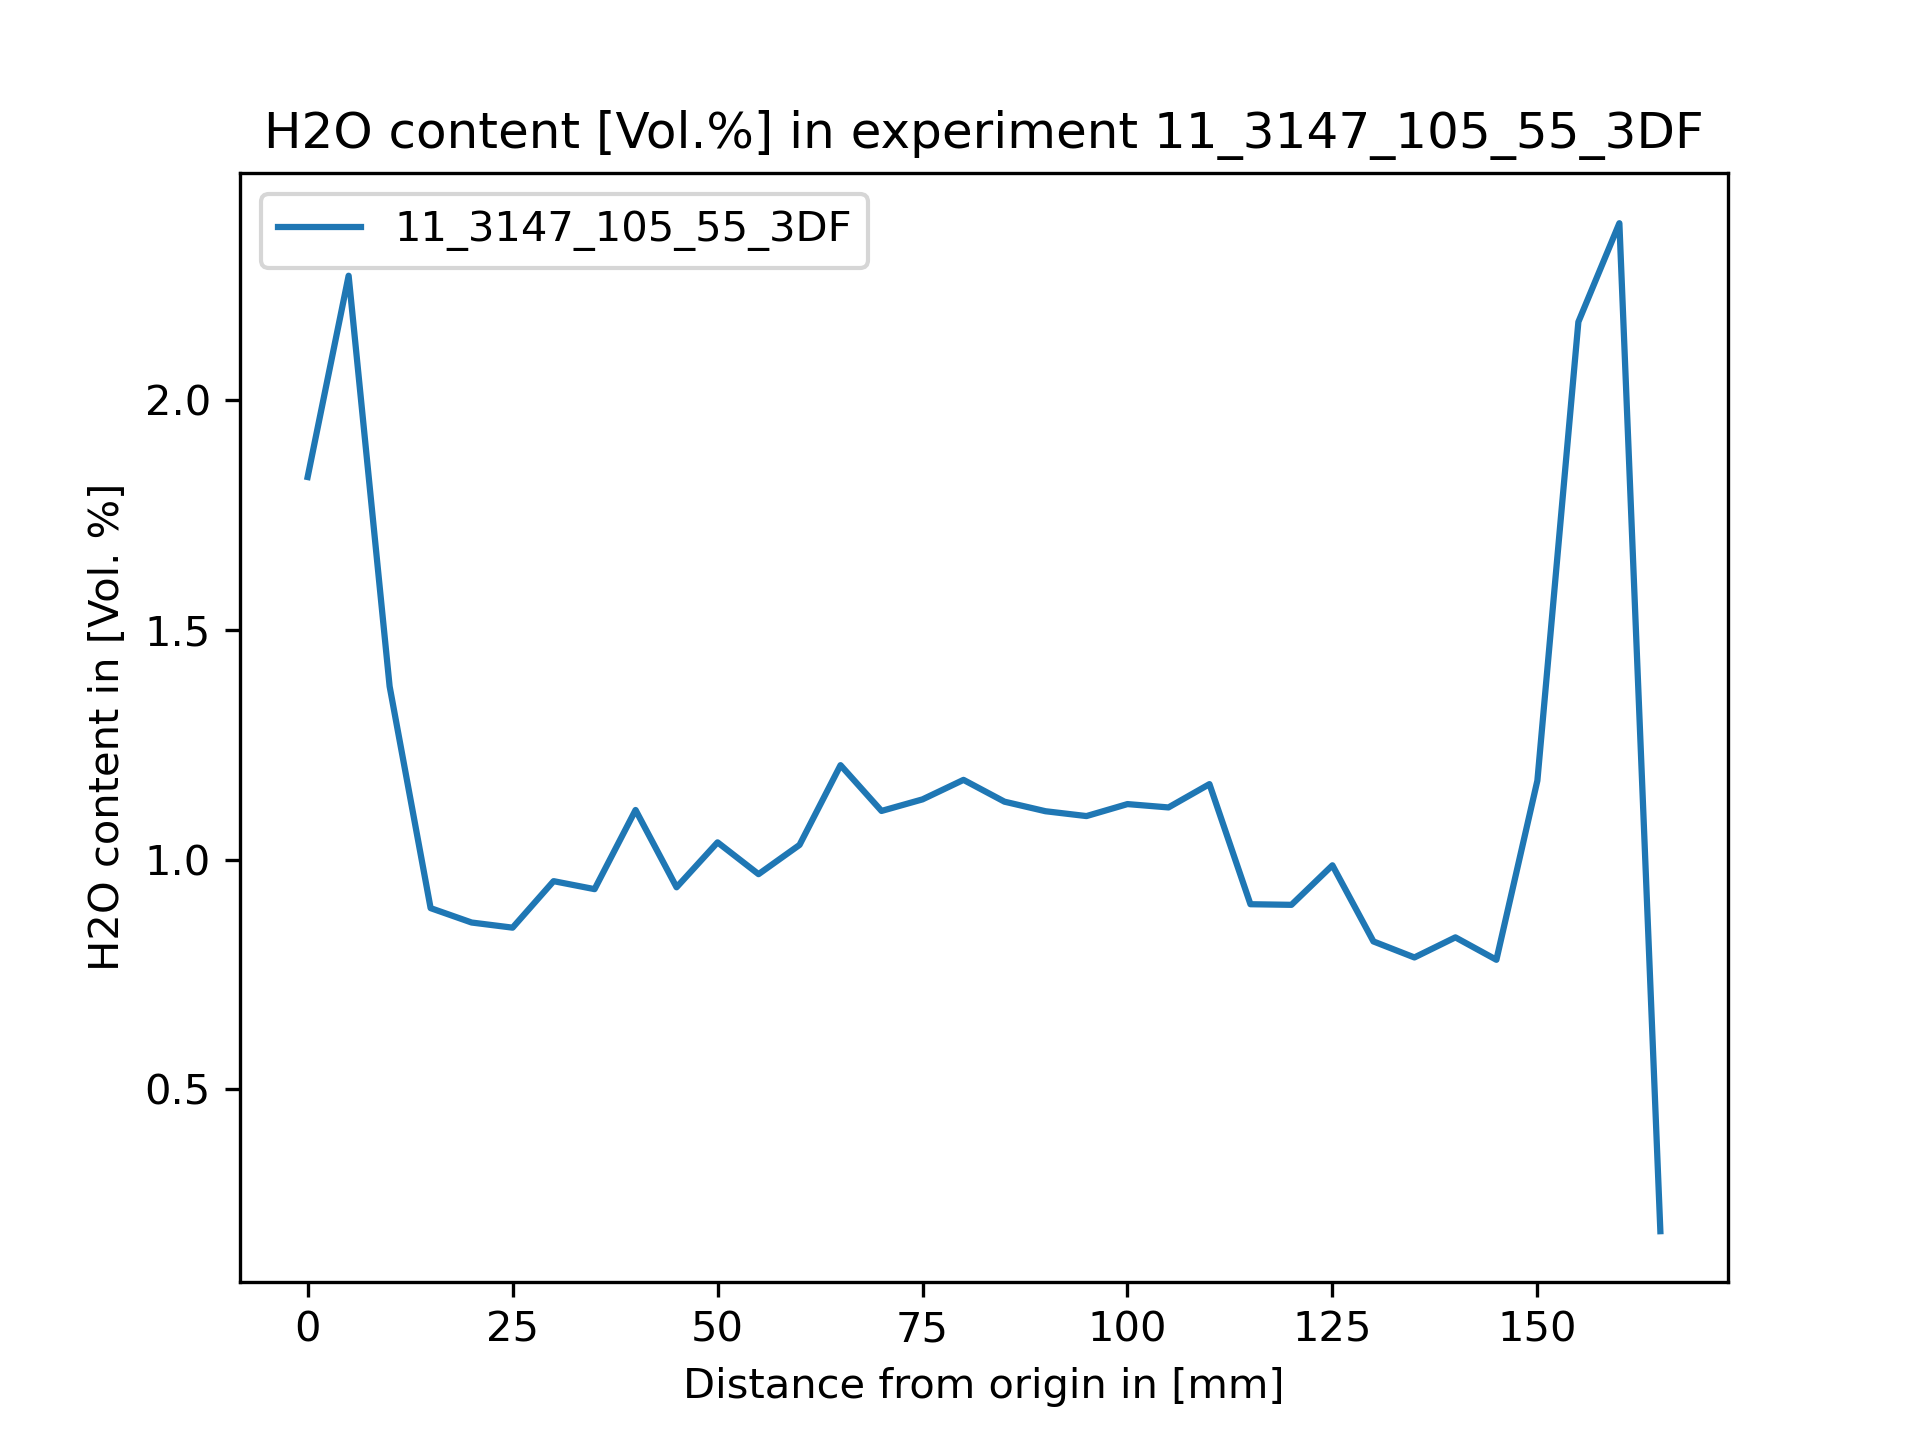 H2O content [Vol.%] in experiment 11_3147_105_55_3DF
11_3147_105_55_3DF
H2O content in [Vol. %]
2.0
1.5
1.0
0.5
0 25 50 75 100 125 150
Distance from origin in [mm]